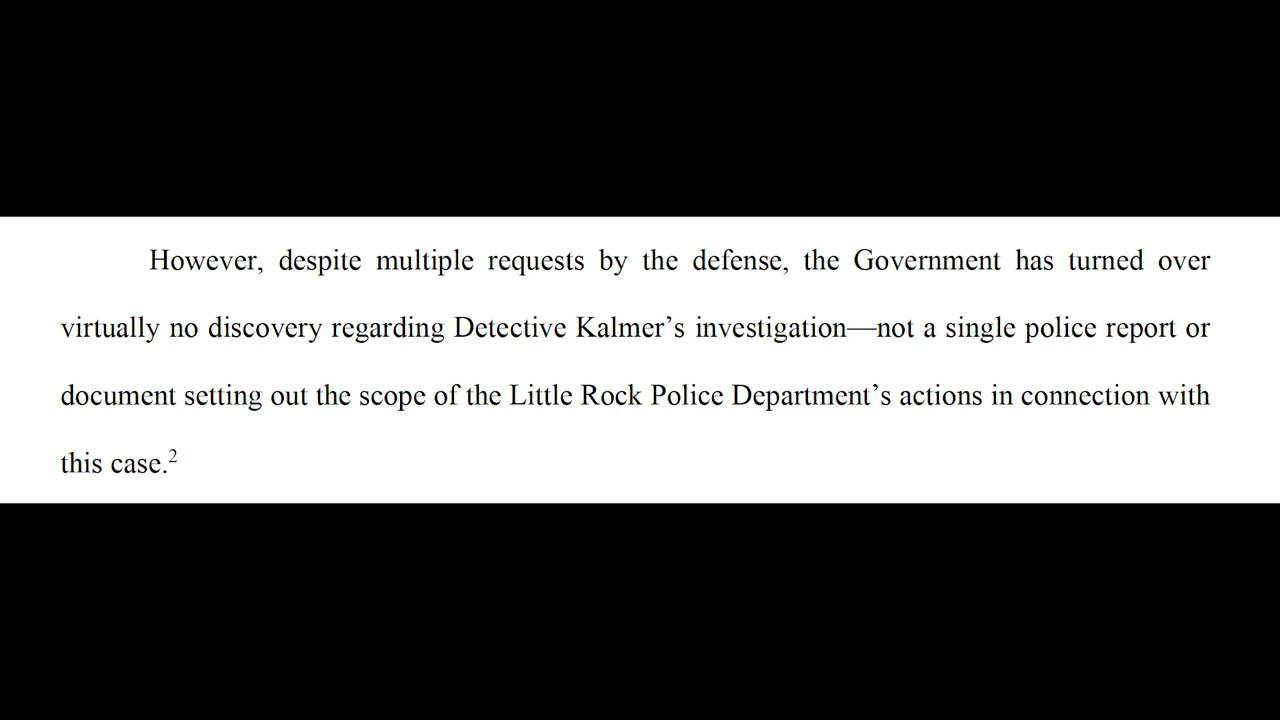 However, despite multiple requests by the defense, the Government has turned over
virtually no discovery regarding Detective Kalmer’s investigation—not a single police report or
document setting out the scope of the Little Rock Police Department’s actions in connection with
this case.²